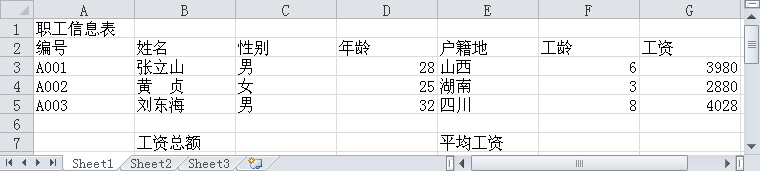 A B C D E F G
1 职工信息表
2 编号 姓名 性别 年龄 户籍地 工龄 工资
3 A001 张立山 男 28 山西 6 3980
4 A002 黄　贞 女 25 湖南 3 2880
5 A003 刘东海 男 32 四川 8 4028
6
7 工资总额 平均工资
Sheet1 Sheet2 Sheet3